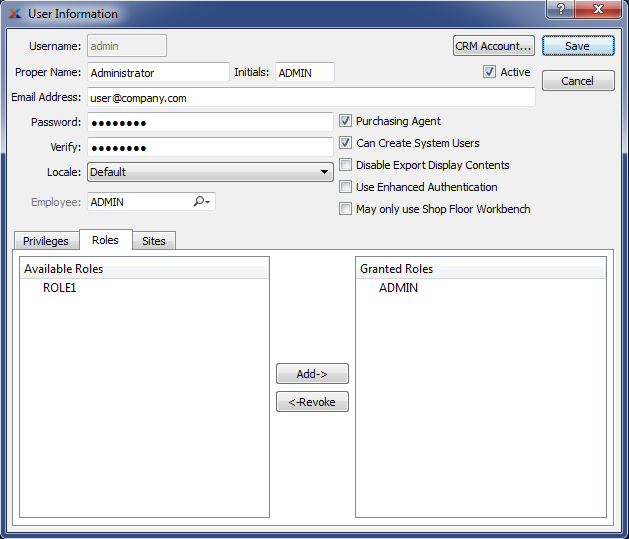 User Information
Username: admin CRM Account... Save
Proper Name: Administrator Initials: ADMIN Active Cancel
Email Address: user@company.com
Password: ●●●●●●●● Purchasing Agent
Verify: ●●●●●●●● Can Create System Users
Locale: Default Disable Export Display Contents
Use Enhanced Authentication
Employee: ADMIN May only use Shop Floor Workbench
Privileges Roles Sites
Available Roles Granted Roles
ROLE1 ADMIN
Add->
<-Revoke